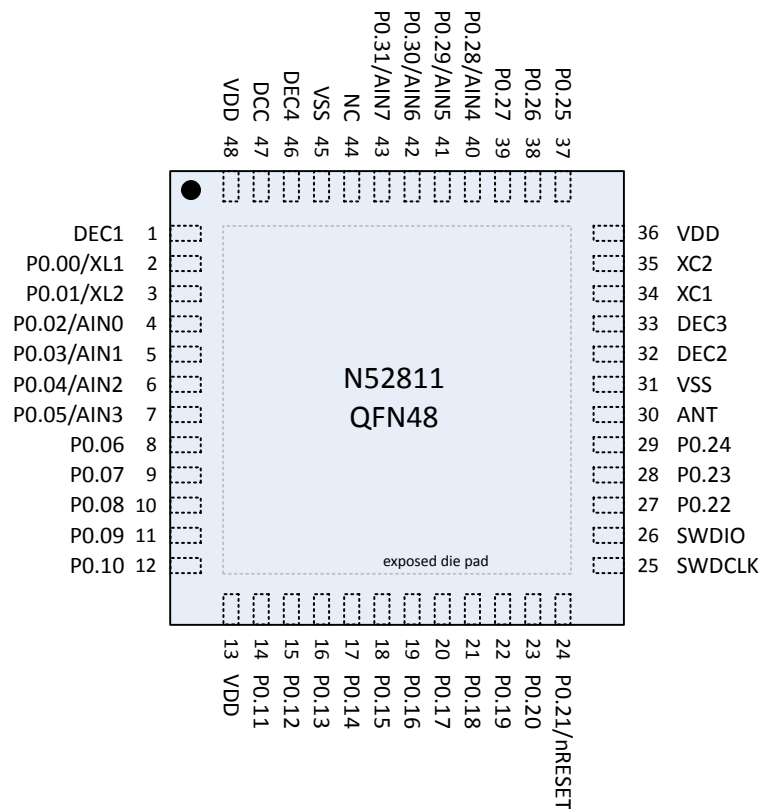 VDD 48
DCC 47
DEC4 46
VSS 45
NC 44
P0.31/AIN7 43
P0.30/AIN6 42
P0.29/AIN5 41
P0.28/AIN4 40
P0.27 39
P0.26 38
P0.25 37
DEC1 1
P0.00/XL1 2
P0.01/XL2 3
P0.02/AIN0 4
P0.03/AIN1 5
P0.04/AIN2 6
P0.05/AIN3 7
P0.06 8
P0.07 9
P0.08 10
P0.09 11
P0.10 12
N52811
QFN48
exposed die pad
36 VDD
35 XC2
34 XC1
33 DEC3
32 DEC2
31 VSS
30 ANT
29 P0.24
28 P0.23
27 P0.22
26 SWDIO
25 SWDCLK
13 VDD
14 P0.11
15 P0.12
16 P0.13
17 P0.14
18 P0.15
19 P0.16
20 P0.17
21 P0.18
22 P0.19
23 P0.20
24 P0.21/nRESET